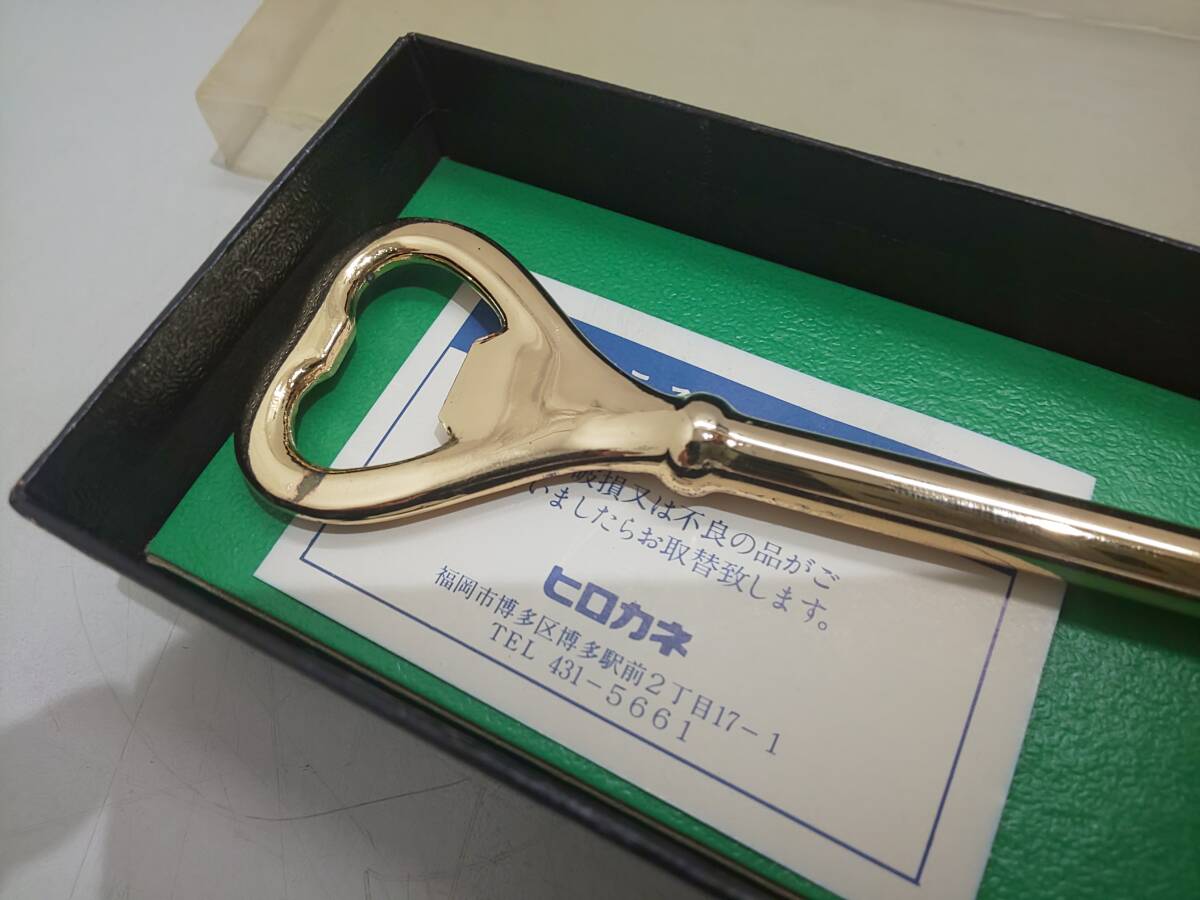 破損又は不良の品がご
いましたらお取替致します。
ヒロカネ
福岡市博多区博多駅前2丁目17-1
TEL 431-5661